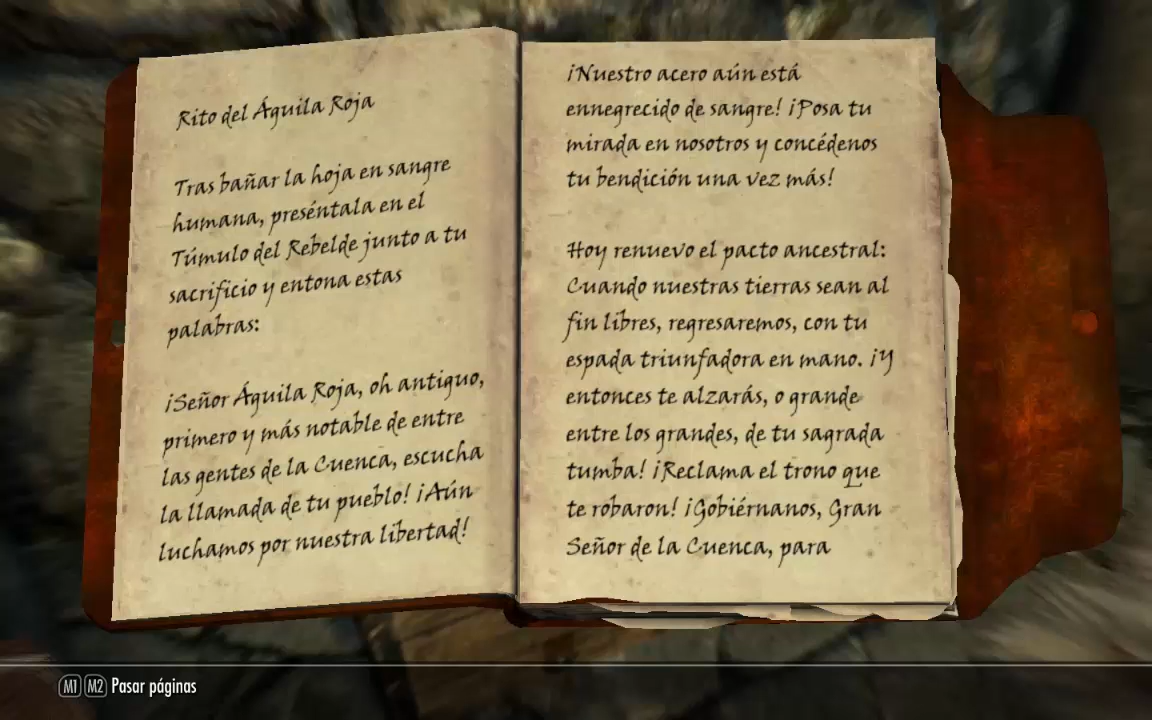 Rito del Águila Roja
Tras bañar la hoja en sangre
humana, preséntala en el
Túmulo del Rebelde junto a tu
sacrificio y entona estas
palabras:
¡Señor Águila Roja, oh antiguo,
primero y más notable de entre
las gentes de la Cuenca, escucha
la llamada de tu pueblo! ¡Aún
luchamos por nuestra libertad!
¡Nuestro acero aún está
ennegrecido de sangre! ¡Posa tu
mirada en nosotros y concédenos
tu bendición una vez más!
Hoy renuevo el pacto ancestral:
Cuando nuestras tierras sean al
fin libres, regresaremos, con tu
espada triunfadora en mano. ¡Y
entonces te alzarás, o grande
entre los grandes, de tu sagrada
tumba! ¡Reclama el trono que
te robaron! ¡Gobiérnanos, Gran
Señor de la Cuenca, para
M1 M2 Pasar páginas